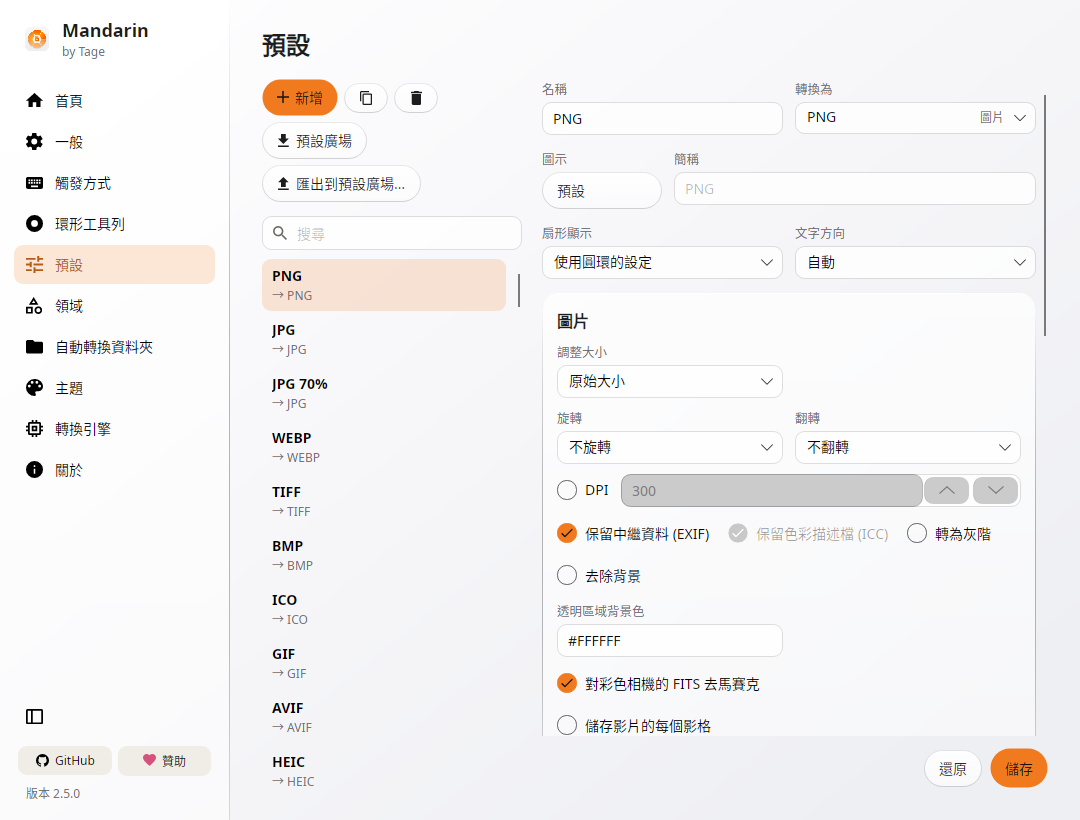 Mandarin
by Tage
首頁
一般
觸發方式
環形工具列
預設
領域
自動轉換資料夾
主題
轉換引擎
關於
GitHub
贊助
版本 2.5.0
預設
新增
預設廣場
匯出到預設廣場...
搜尋
PNG
→ PNG
JPG
→ JPG
JPG 70%
→ JPG
WEBP
→ WEBP
TIFF
→ TIFF
BMP
→ BMP
ICO
→ ICO
GIF
→ GIF
AVIF
→ AVIF
HEIC
→ HEIC
名稱
轉換為
PNG
PNG 圖片
圖示
簡稱
預設
PNG
扇形顯示
文字方向
使用圓環的設定
自動
圖片
調整大小
原始大小
旋轉
翻轉
不旋轉
不翻轉
DPI 300
保留中繼資料 (EXIF) 保留色彩描述檔 (ICC) 轉為灰階
去除背景
透明區域背景色
#FFFFFF
對彩色相機的 FITS 去馬賽克
儲存影片的每個影格
還原
儲存